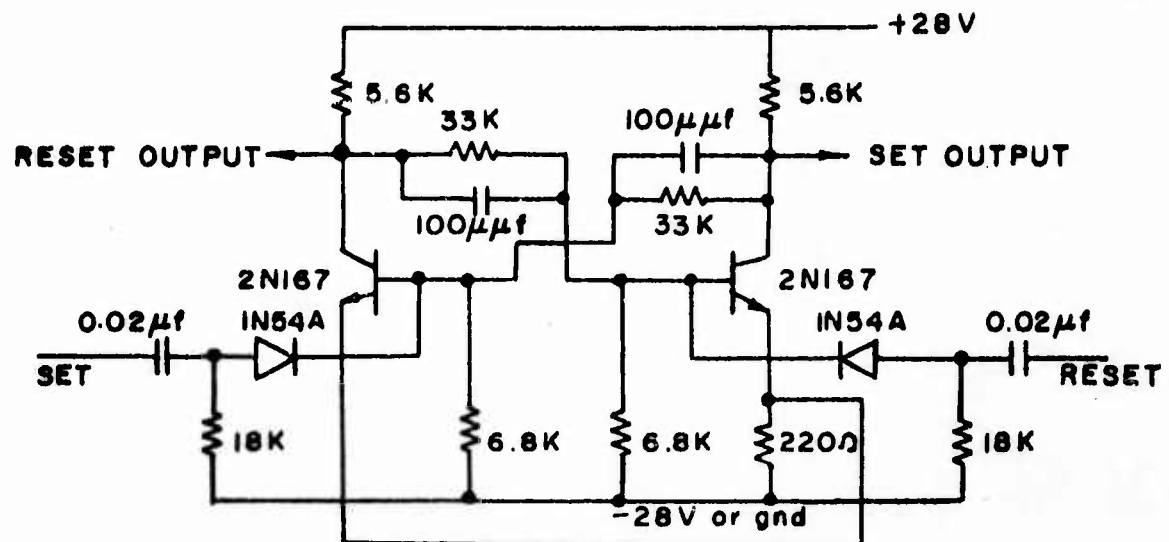 +28V
5.6K
5.6K
33K
100µµf
RESET OUTPUT
SET OUTPUT
100µµf
33K
2N167
2N167
0.02µf
1N54A
1N54A
0.02µf
SET
RESET
18K
6.8K
6.8K
220Ω
18K
-28V or gnd